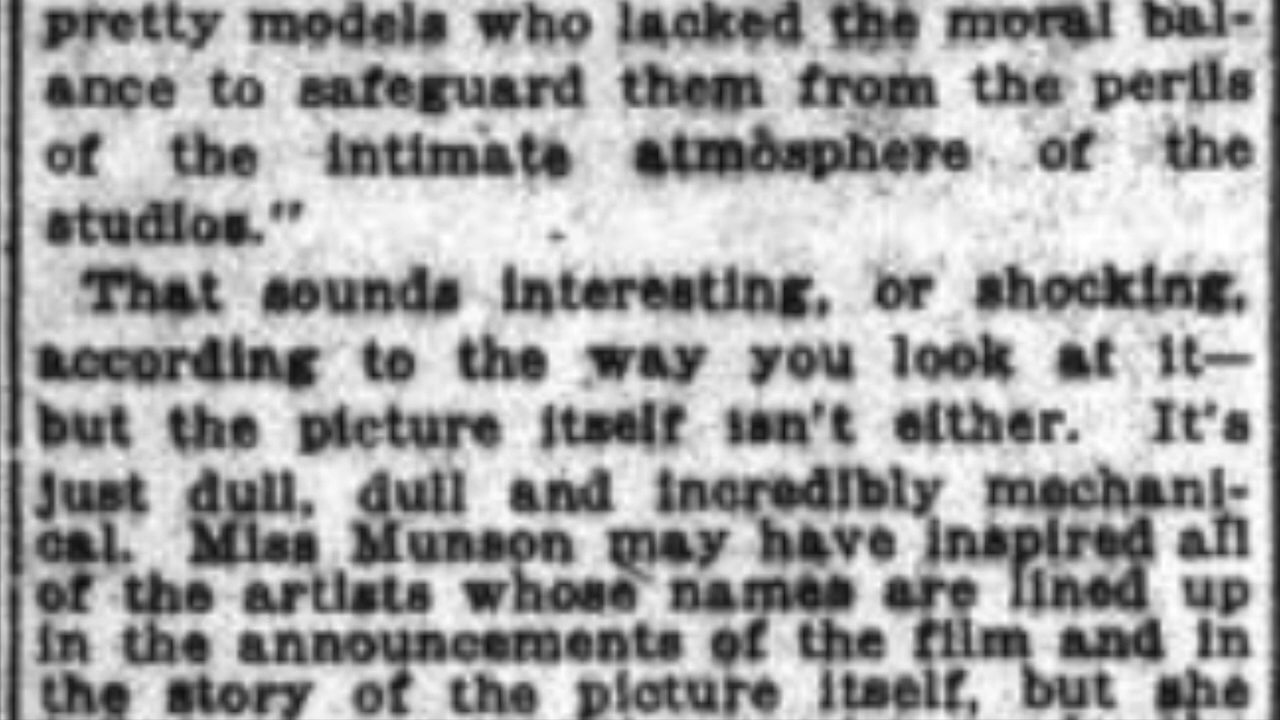 pretty models who lacked the moral bal-
ance to safeguard them from the perils
of the intimate atmosphere of the
studios."
That sounds interesting, or shocking,
according to the way you look at it—
but the picture itself isn't either. It's
just dull, dull and incredibly mechani-
cal. Miss Munson may have inspired all
of the artists whose names are lined up
in the announcements of the film and in
the story of the picture itself, but she